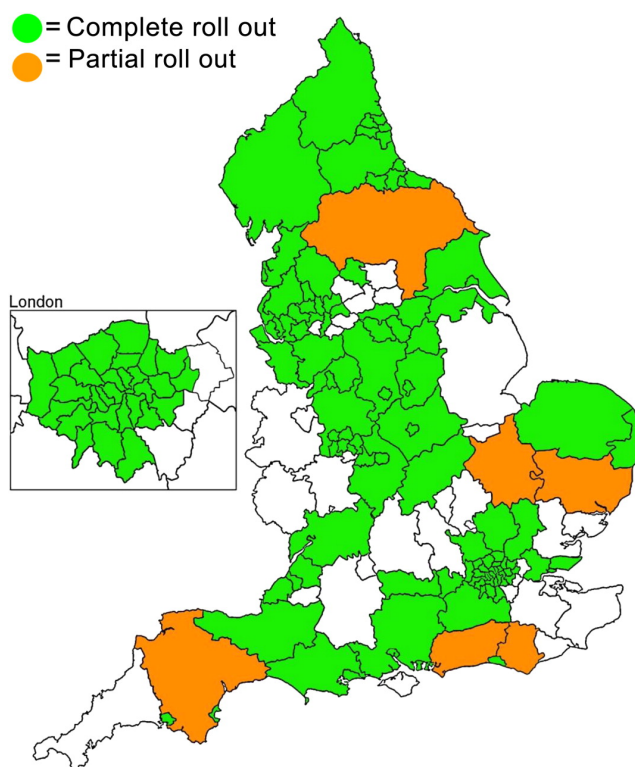 = Complete roll out
= Partial roll out
London